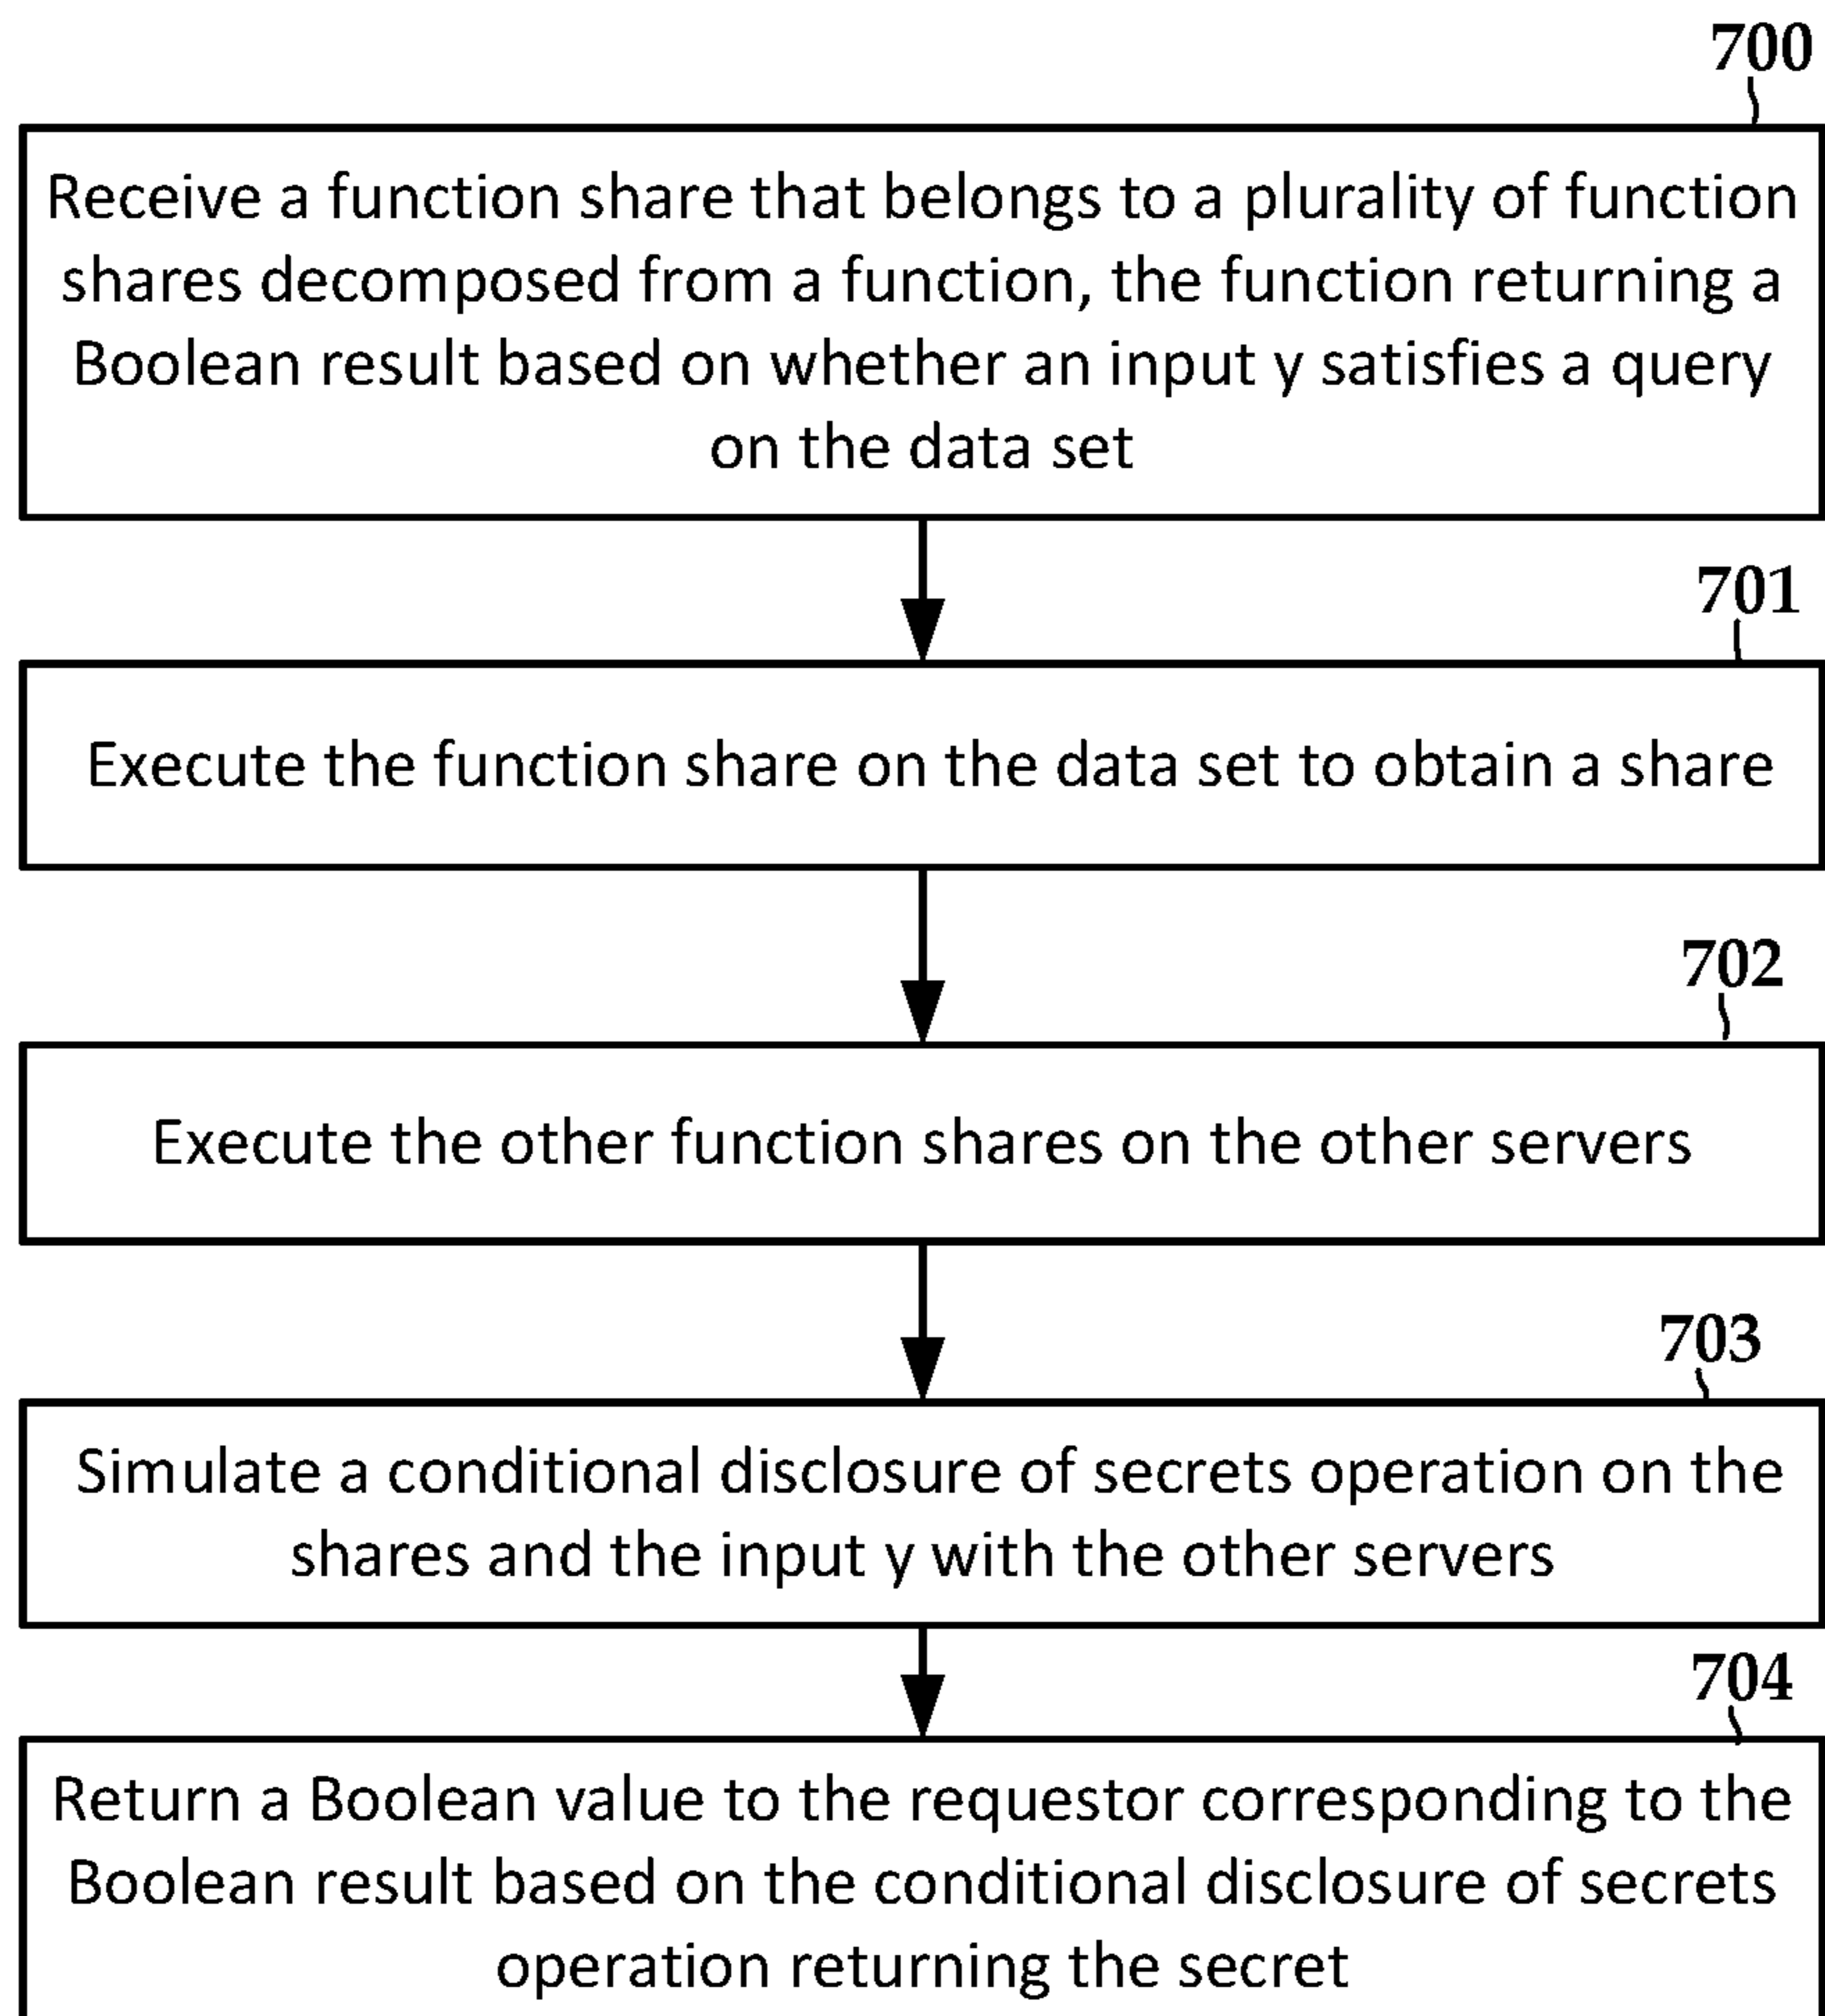 700
Receive a function share that belongs to a plurality of function
shares decomposed from a function, the function returning a
Boolean result based on whether an input y satisfies a query
on the data set
701
Execute the function share on the data set to obtain a share
702
Execute the other function shares on the other servers
703
Simulate a conditional disclosure of secrets operation on the
shares and the input y with the other servers
704
Return a Boolean value to the requestor corresponding to the
Boolean result based on the conditional disclosure of secrets
operation returning the secret